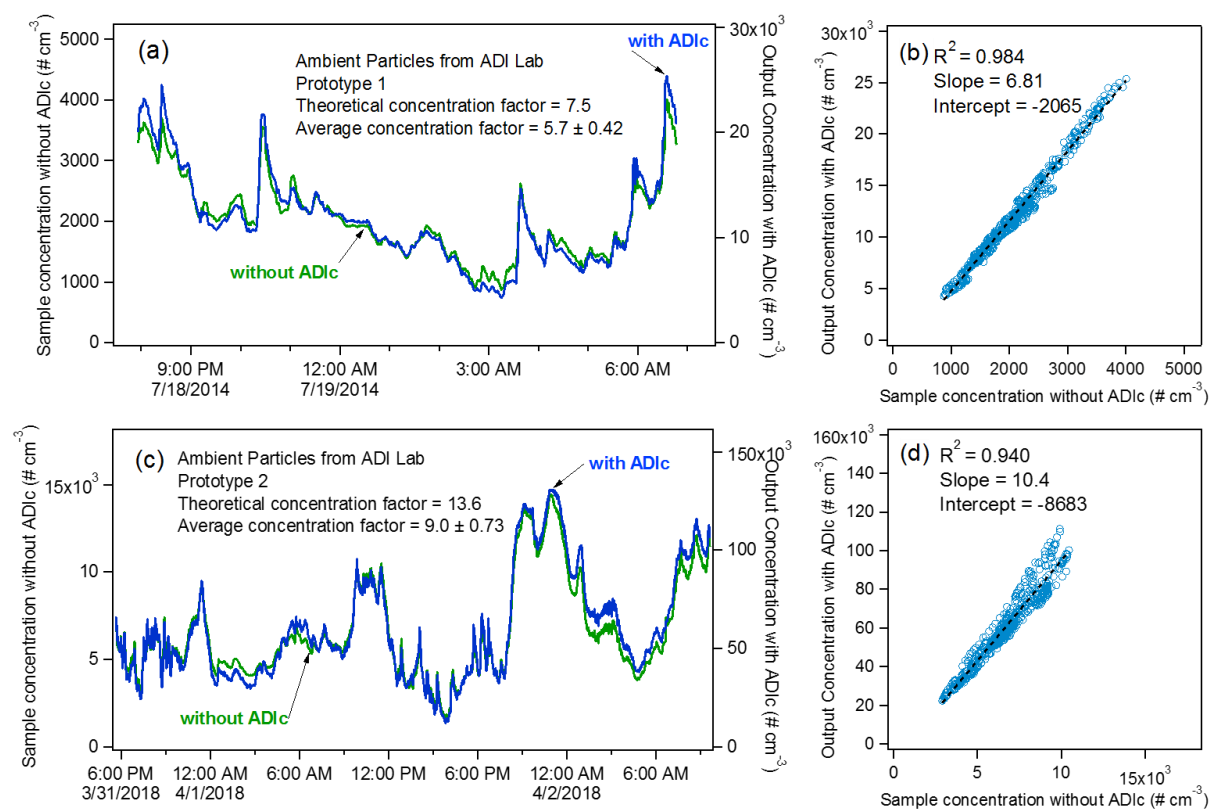 (a)
Ambient Particles from ADI Lab
Prototype 1
Theoretical concentration factor = 7.5
Average concentration factor = 5.7 ± 0.42
with ADIc
without ADIc
Sample concentration without ADIc (# cm⁻³)
5000
4000
3000
2000
1000
0
Output Concentration with ADIc (# cm⁻³)
30x10³
20
10
0
9:00 PM
7/18/2014
12:00 AM
7/19/2014
3:00 AM
6:00 AM
(b)
R² = 0.984
Slope = 6.81
Intercept = -2065
Output Concentration with ADIc (# cm⁻³)
30x10³
25
20
15
10
5
0
0 1000 2000 3000 4000 5000
Sample concentration without ADIc (# cm⁻³)
(c)
Ambient Particles from ADI Lab
Prototype 2
Theoretical concentration factor = 13.6
Average concentration factor = 9.0 ± 0.73
with ADIc
without ADIc
Sample concentration without ADIc (# cm⁻³)
15x10³
10
5
0
Output Concentration with ADIc (# cm⁻³)
150x10³
100
50
0
6:00 PM
3/31/2018
12:00 AM
4/1/2018
6:00 AM
12:00 PM
6:00 PM
12:00 AM
4/2/2018
6:00 AM
(d)
R² = 0.940
Slope = 10.4
Intercept = -8683
Output Concentration with ADIc (# cm⁻³)
160x10³
140
120
100
80
60
40
20
0
0 5 10 15x10³
Sample concentration without ADIc (# cm⁻³)